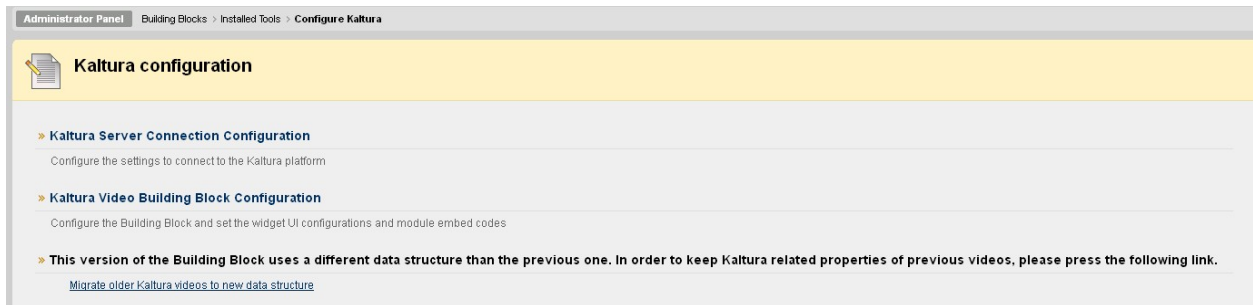 Administrator Panel Building Blocks > Installed Tools > Configure Kaltura
Kaltura configuration
» Kaltura Server Connection Configuration
Configure the settings to connect to the Kaltura platform
» Kaltura Video Building Block Configuration
Configure the Building Block and set the widget UI configurations and module embed codes
» This version of the Building Block uses a different data structure than the previous one. In order to keep Kaltura related properties of previous videos, please press the following link.
Migrate older Kaltura videos to new data structure